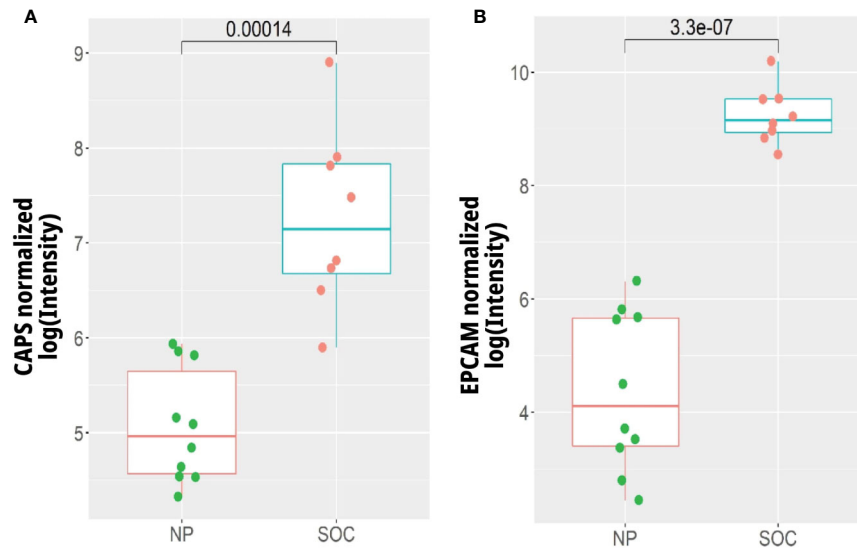 A
0.00014
9
8
7
6
5
CAPS normalized
log(Intensity)
NP SOC
B
3.3e-07
10
8
6
4
EPCAM normalized
log(Intensity)
NP SOC